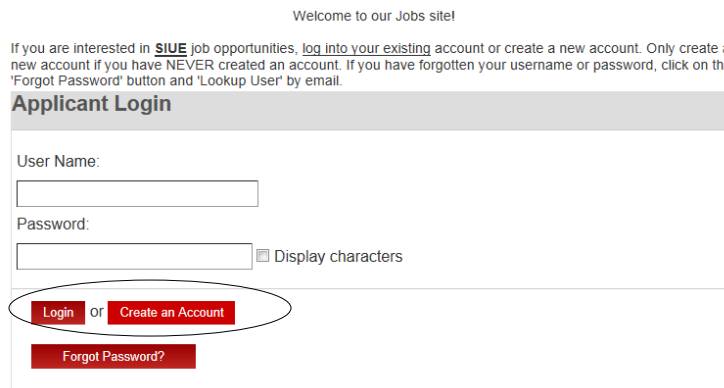 Welcome to our Jobs site!
If you are interested in SIUE job opportunities, log into your existing account or create a new account. Only create
new account if you have NEVER created an account. If you have forgotten your username or password, click on
'Forgot Password' button and 'Lookup User' by email.
Applicant Login
User Name:
Password:
Display characters
Login or Create an Account
Forgot Password?